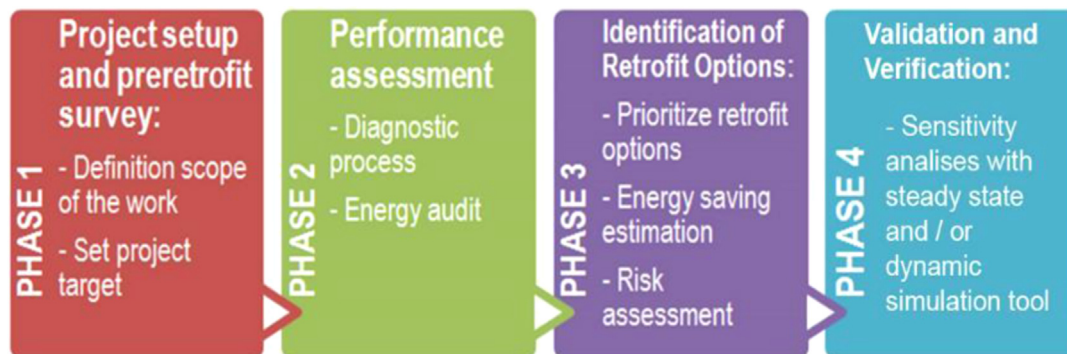 PHASE 1
Project setup
and preretrofit
survey:
- Definition scope
of the work
- Set project
target
PHASE 2
Performance
assessment
- Diagnostic
process
- Energy audit
PHASE 3
Identification of
Retrofit Options:
- Prioritize retrofit
options
- Energy saving
estimation
- Risk
assessment
PHASE 4
Validation and
Verification:
- Sensitivity
analises with
steady state
and / or
dynamic
simulation tool